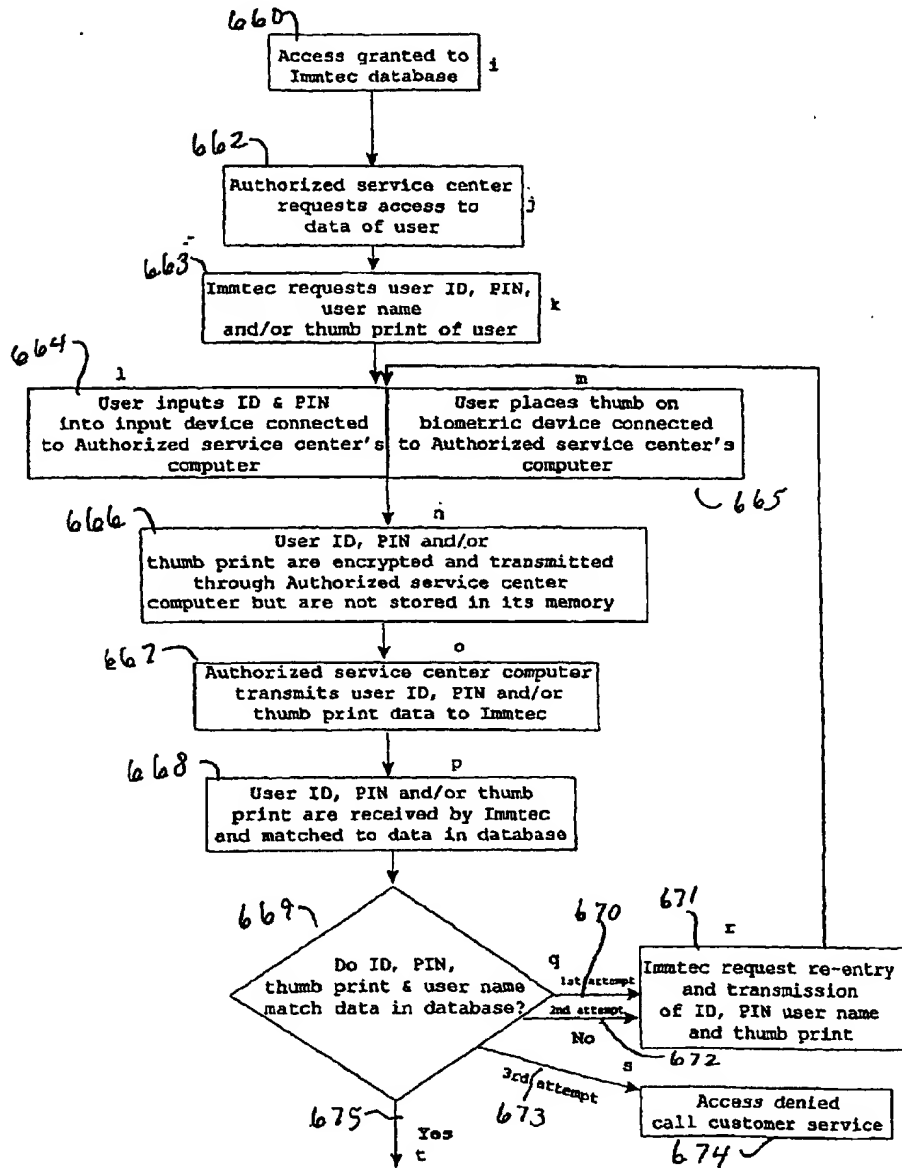 660
Access granted to
Immtec database
i
662
Authorized service center
requests access to
data of user
j
663
Immtec requests user ID, PIN,
user name
and/or thumb print of user
k
664
l
User inputs ID & PIN
into input device connected
to Authorized service center's
computer
m
User places thumb on
biometric device connected
to Authorized service center's
computer
665
666
n
User ID, PIN and/or
thumb print are encrypted and transmitted
through Authorized service center
computer but are not stored in its memory
667
o
Authorized service center computer
transmits user ID, PIN and/or
thumb print data to Immtec
668
p
User ID, PIN and/or thumb
print are received by Immtec
and matched to data in database
669
Do ID, PIN,
thumb print & user name
match data in database?
q
670
1st attempt
2nd attempt
No
672
671
r
Immtec request re-entry
and transmission
of ID, PIN user name
and thumb print
s
3rd attempt
673
Access denied
call customer service
674
675
Yes
t